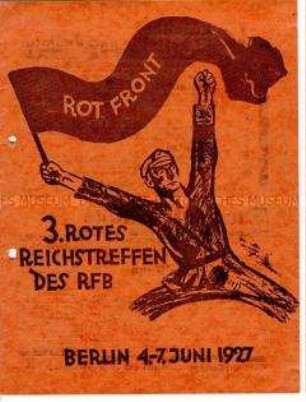 ROT FRONT
3. ROTES
REICHSTREFFEN
DES RFB
BERLIN 4.-7. JUNI 1927